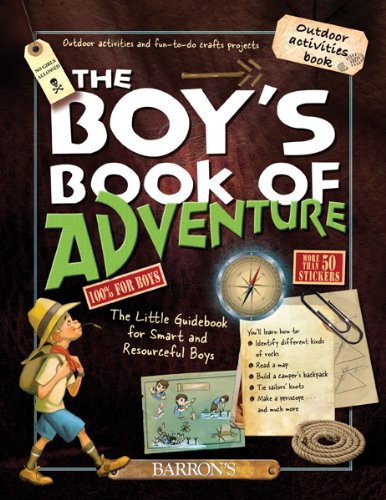 Outdoor activities and fun-to-do crafts projects
Outdoor
activities
book
NO GIRLS
ALLOWED
THE
BOY'S
BOOK OF
ADVENTURE
100% FOR BOYS
MORE
THAN 50
STICKERS
The Little Guidebook
for Smart and
Resourceful Boys
You'll learn how to:
Identify different kinds
of rocks
Read a map
Build a camper's backpack
Tie sailors' knots
Make a periscope . . .
and much more
BARRON'S